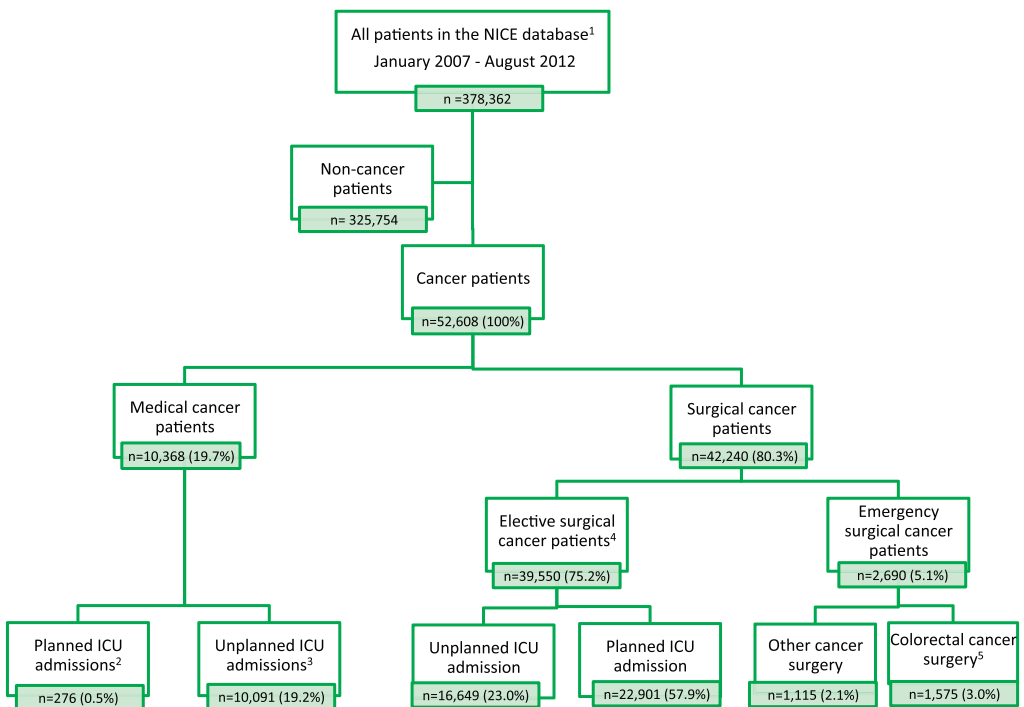 All patients in the NICE database¹
January 2007 - August 2012
n =378,362
Non-cancer
patients
n= 325,754
Cancer patients
n=52,608 (100%)
Medical cancer
patients
n=10,368 (19.7%)
Surgical cancer
patients
n=42,240 (80.3%)
Elective surgical
cancer patients⁴
n=39,550 (75.2%)
Emergency
surgical cancer
patients
n=2,690 (5.1%)
Planned ICU
admissions²
n=276 (0.5%)
Unplanned ICU
admissions³
n=10,091 (19.2%)
Unplanned ICU
admission
n=16,649 (23.0%)
Planned ICU
admission
n=22,901 (57.9%)
Other cancer
surgery
n=1,115 (2.1%)
Colorectal cancer
surgery⁵
n=1,575 (3.0%)